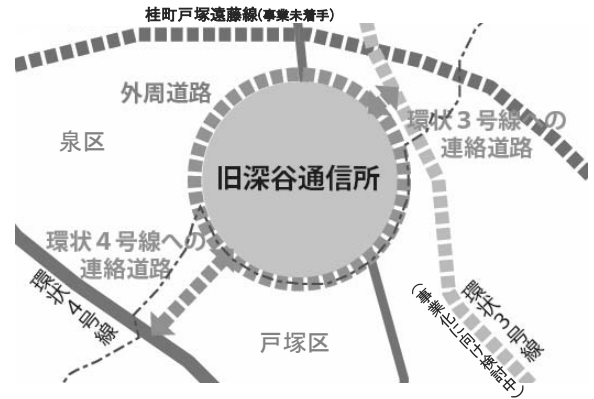 桂町戸塚遠藤線(事業未着手)
外周道路
環状３号線への
連絡道路
泉区
旧深谷通信所
環状４号線への
連絡道路
環状４号線
戸塚区
環状３号線
(事業化に向け検討中)